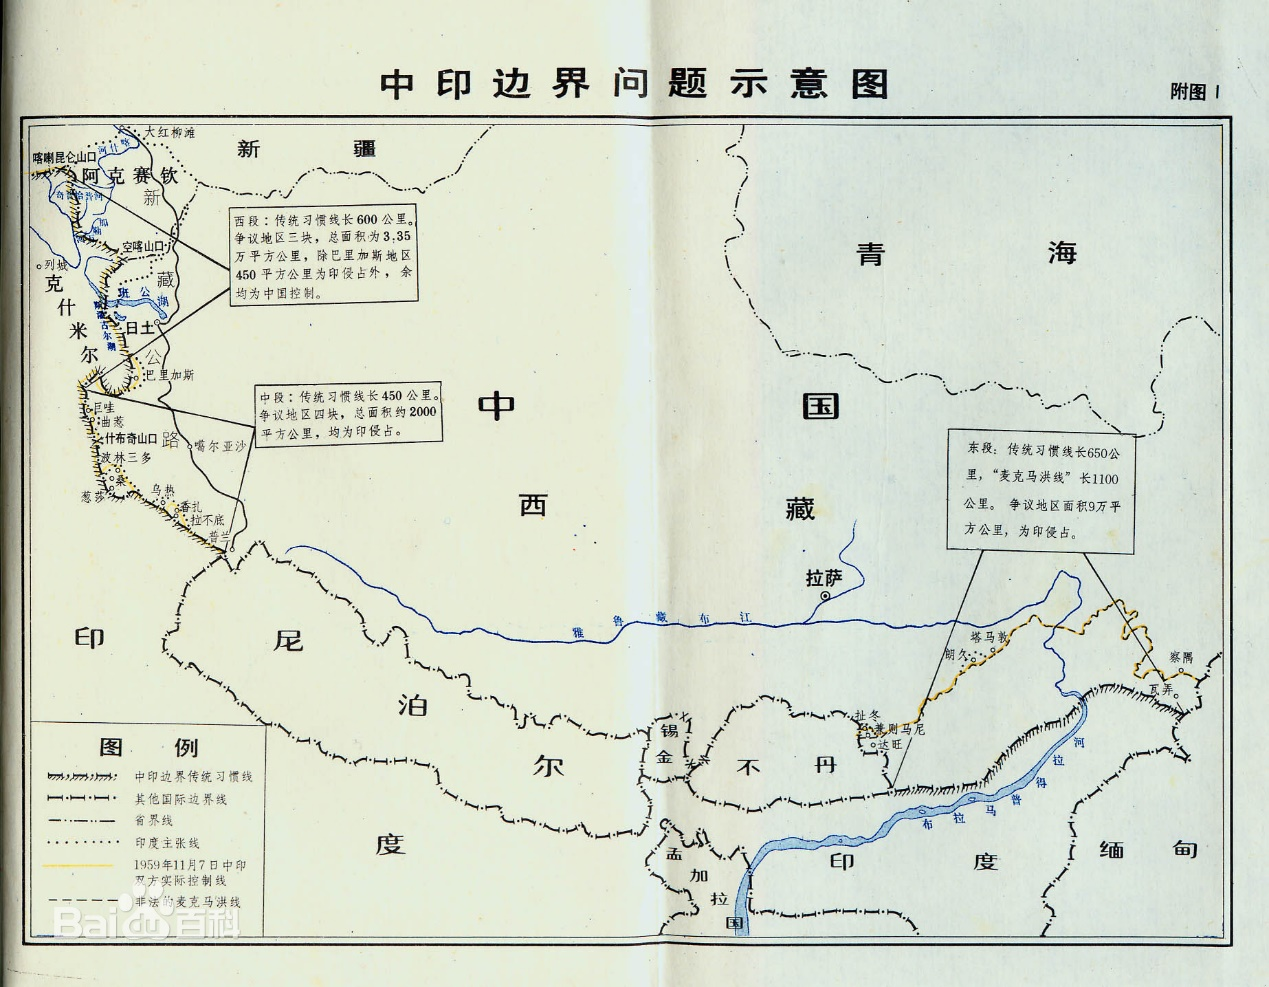 中印边界问题示意图
附图1
大红柳滩
新疆
喀喇昆仑山口
阿克赛钦
新
奇普恰普河
空喀山口
列城
藏
克什米尔
班公湖
日土
公
巴里加斯
西段：传统习惯线长600公里。
争议地区三块，总面积为3.35
万平方公里，除巴里加斯地区
450平方公里为印侵占外，余
均为中国控制。
青海
中国
中段：传统习惯线长450公里。
争议地区四块，总面积约2000
平方公里，均为印侵占。
巨哇
曲惹
什布奇山口
路
噶尔亚沙
波林三多
桑
葱莎
乌热
香扎
拉不底
普兰
西藏
东段：传统习惯线长650公
里，“麦克马洪线”长1100
公里。争议地区面积9万平
方公里，为印侵占。
拉萨
雅鲁藏布江
塔马敦
朗久
察隅
瓦弄
印度
尼泊尔
锡金
扯冬
兼则马尼
达旺
不丹
布拉马普得拉河
孟加拉国
印度
缅甸
图例
中印边界传统习惯线
其他国际边界线
省界线
印度主张线
1959年11月7日中印
双方实际控制线
非法的麦克马洪线
Bai百科